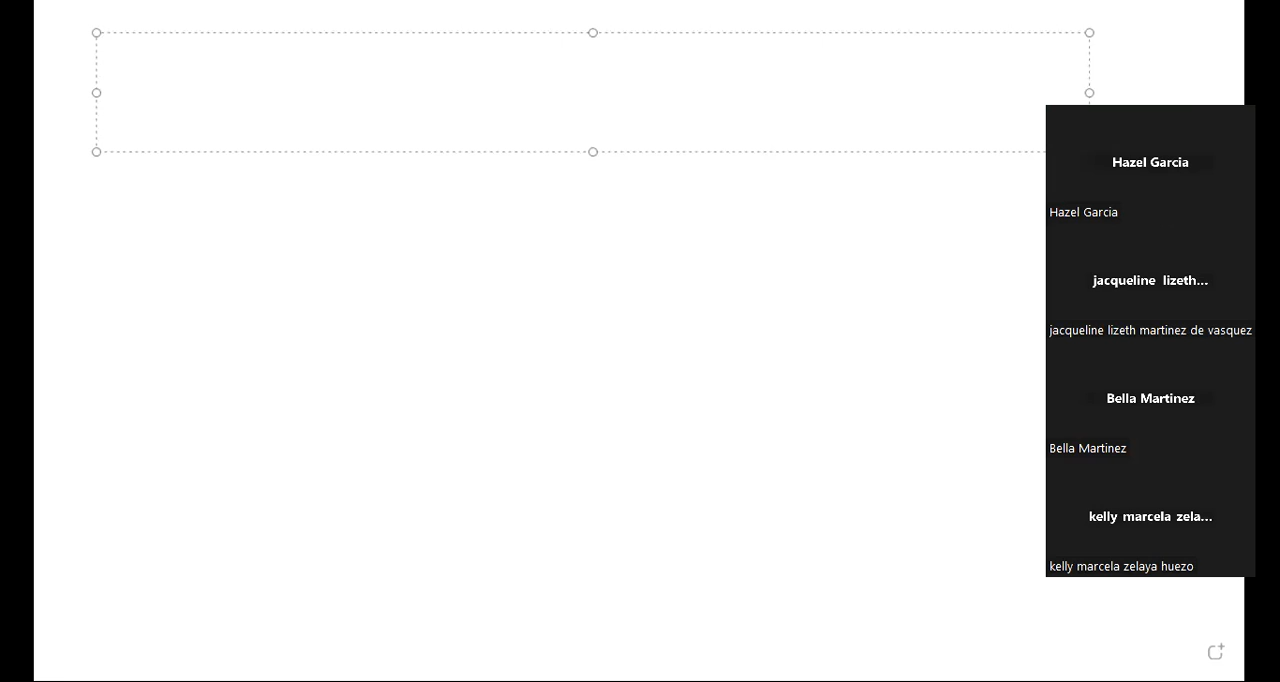 Hazel Garcia
Hazel Garcia
jacqueline lizeth...
jacqueline lizeth martinez de vasquez
Bella Martinez
Bella Martinez
kelly marcela zela...
kelly marcela zelaya huezo